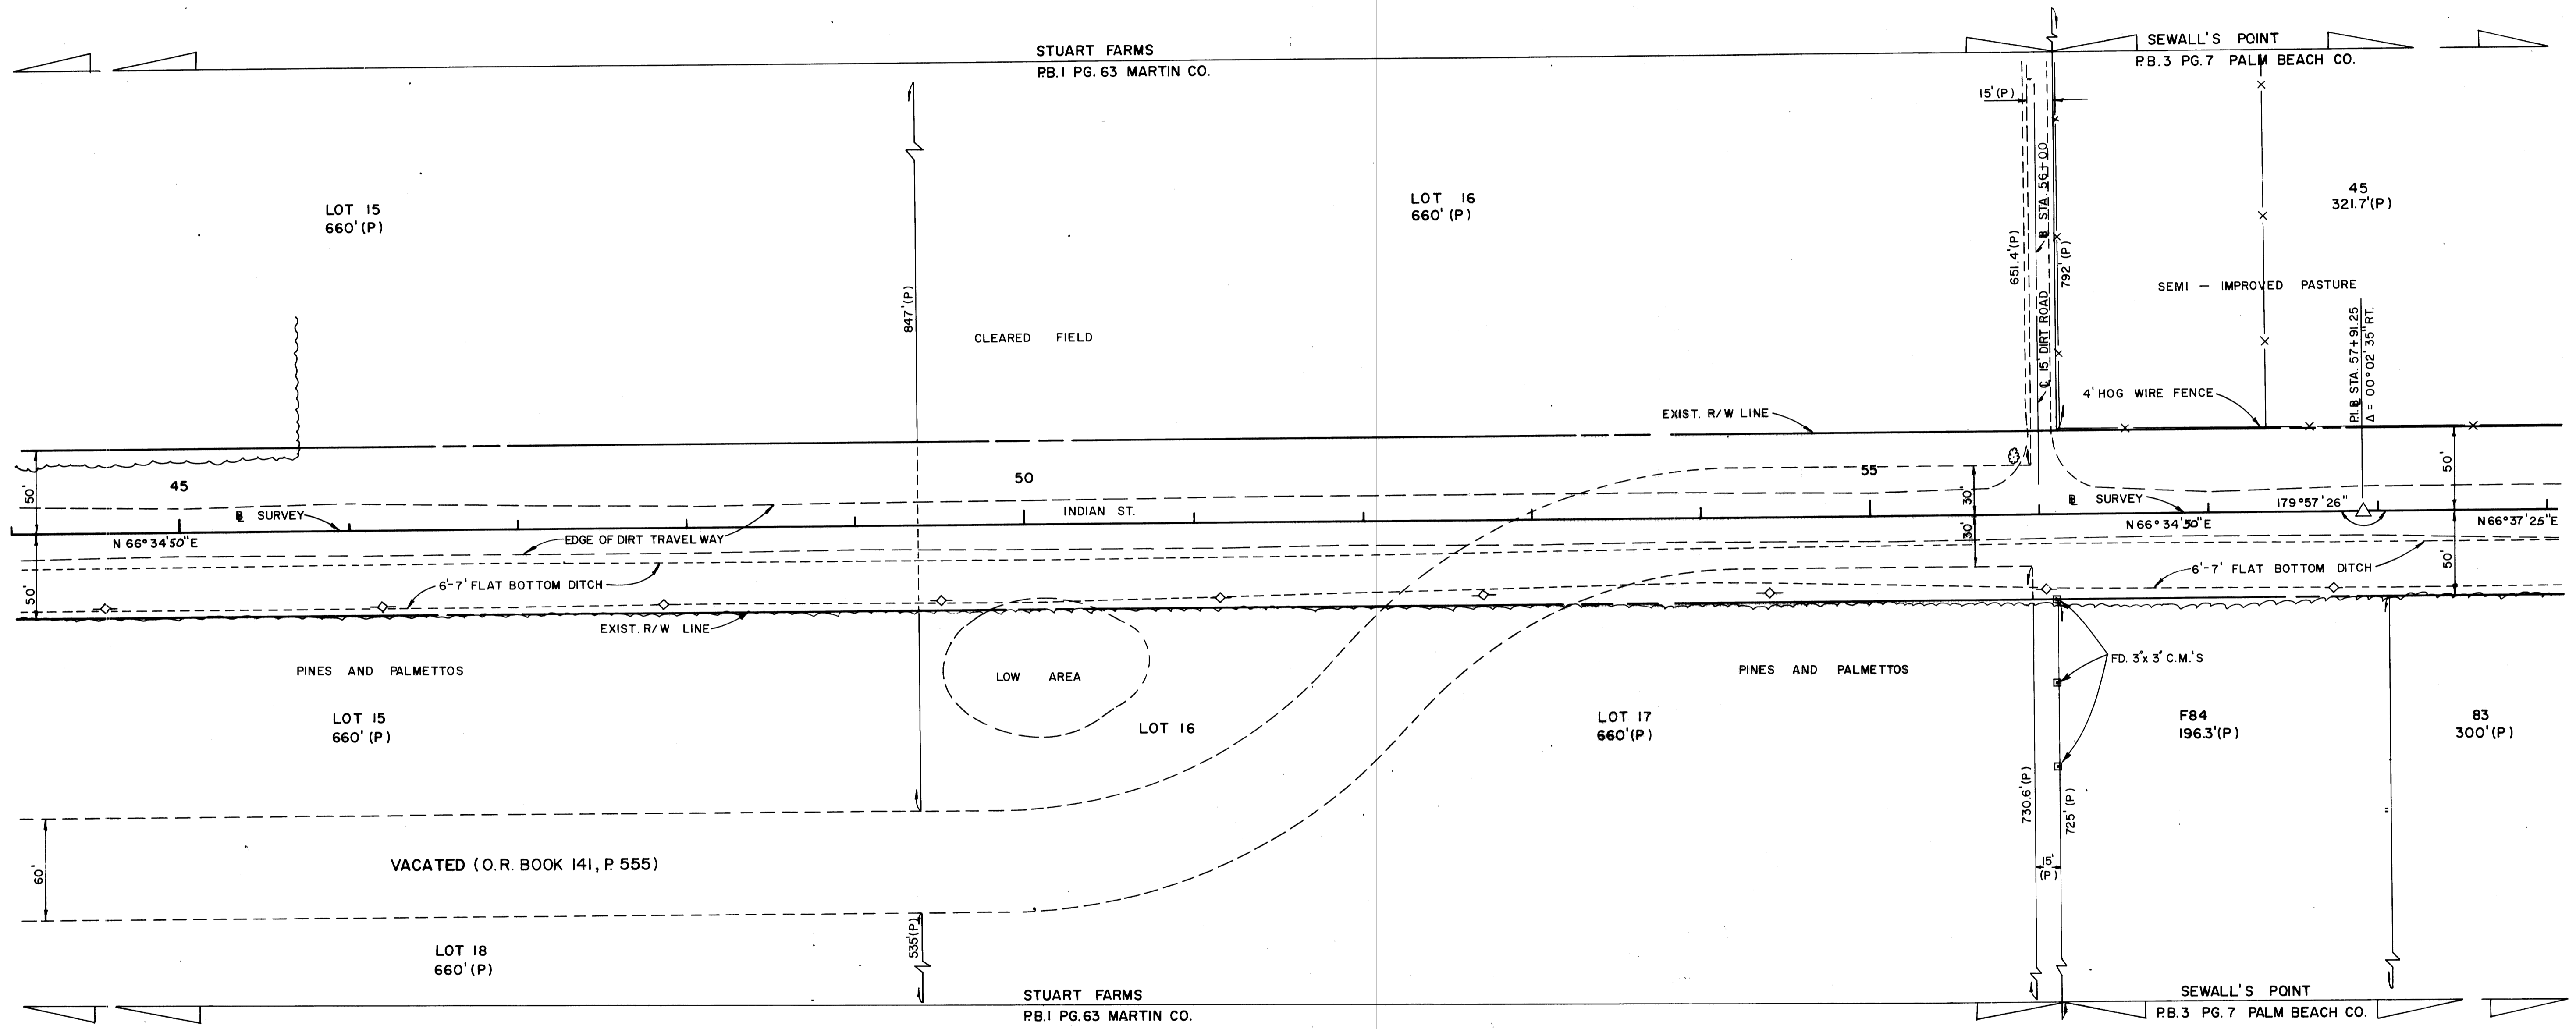 STUART FARMS
P.B.1 PG. 63 MARTIN CO.
SEWALL'S POINT
P.B.3 PG. 7 PALM BEACH CO.
15' (P)
LOT 15
660' (P)
LOT 16
660' (P)
45
321.7' (P)
847' (P)
651.4' (P)
B STA. 56+00
C 15' DIRT ROAD
792' (P)
SEMI — IMPROVED PASTURE
CLEARED FIELD
P.I. B STA. 57+91.25
Δ = 00°02'35" RT.
4' HOG WIRE FENCE
EXIST. R/W LINE
50'
45
50
55
30'
50'
B SURVEY
INDIAN ST.
B SURVEY
179°57'26"
N 66°34'50"E
EDGE OF DIRT TRAVEL WAY
30'
N 66°34'50"E
N 66°37'25"E
50'
6'-7' FLAT BOTTOM DITCH
6'-7' FLAT BOTTOM DITCH
50'
EXIST. R/W LINE
PINES AND PALMETTOS
LOW AREA
PINES AND PALMETTOS
FD. 3"x 3" C.M.'S
LOT 15
660' (P)
LOT 16
LOT 17
660' (P)
F84
196.3' (P)
83
300' (P)
730.6' (P)
725' (P)
60'
VACATED (O.R. BOOK 141, P. 555)
15'
(P)
535' (P)
LOT 18
660' (P)
STUART FARMS
P.B.1 PG. 63 MARTIN CO.
SEWALL'S POINT
P.B.3 PG. 7 PALM BEACH CO.